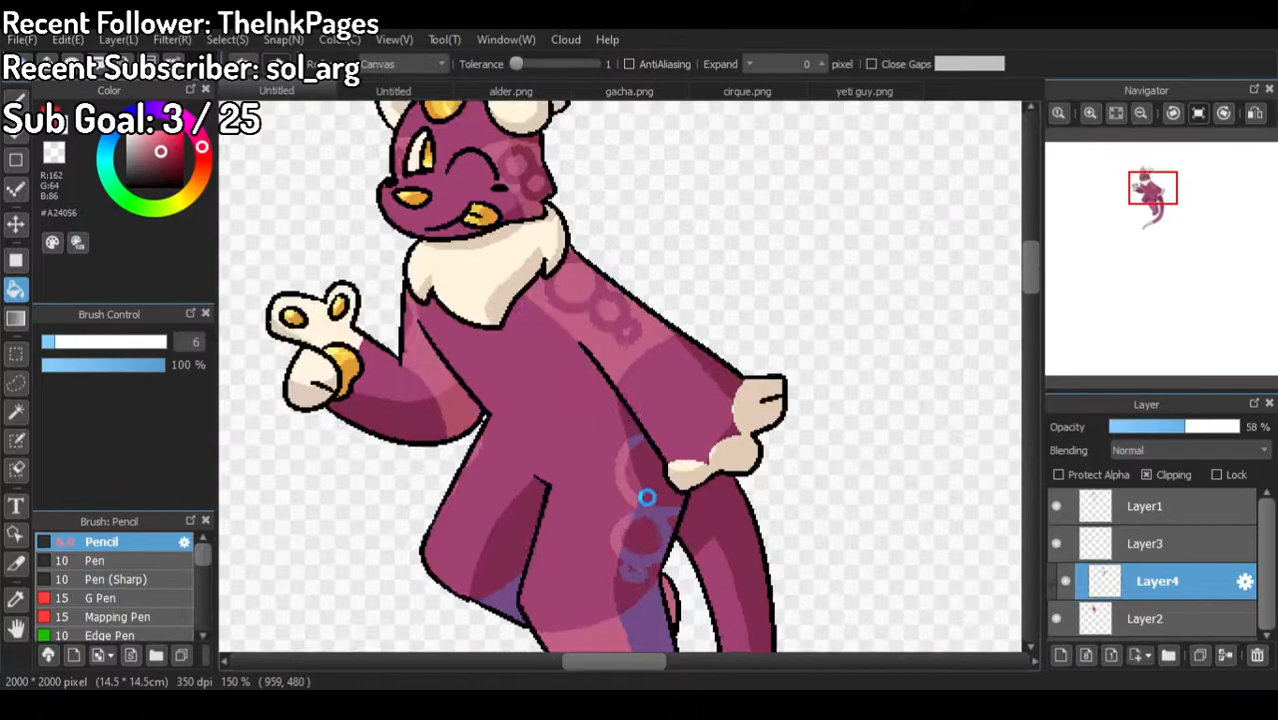 Recent Follower: TheInkPages
File(F) Edit(E) Layer(L) Filter(R) Select(S) Snap(N) Color(C) View(V) Tool(T) Window(W) Cloud Help
Recent Subscriber: sol_arg
Canvas Tolerance 1 AntiAliasing Expand 0 pixel Close Gaps
Color Untitled Untitled alder.png gacha.png cirque.png yeti guy.png Navigator
Sub Goal: 3 / 25
R:162
G:64
B:86
#A24056
Brush Control
6
100 %
Layer
Opacity 58 %
Blending Normal
Protect Alpha Clipping Lock
Layer1
Layer3
Layer4
Layer2
Brush: Pencil
6.0 Pencil
10 Pen
10 Pen (Sharp)
15 G Pen
15 Mapping Pen
10 Edge Pen
2000 * 2000 pixel (14.5 * 14.5cm) 350 dpi 150 % ( 959, 480 )